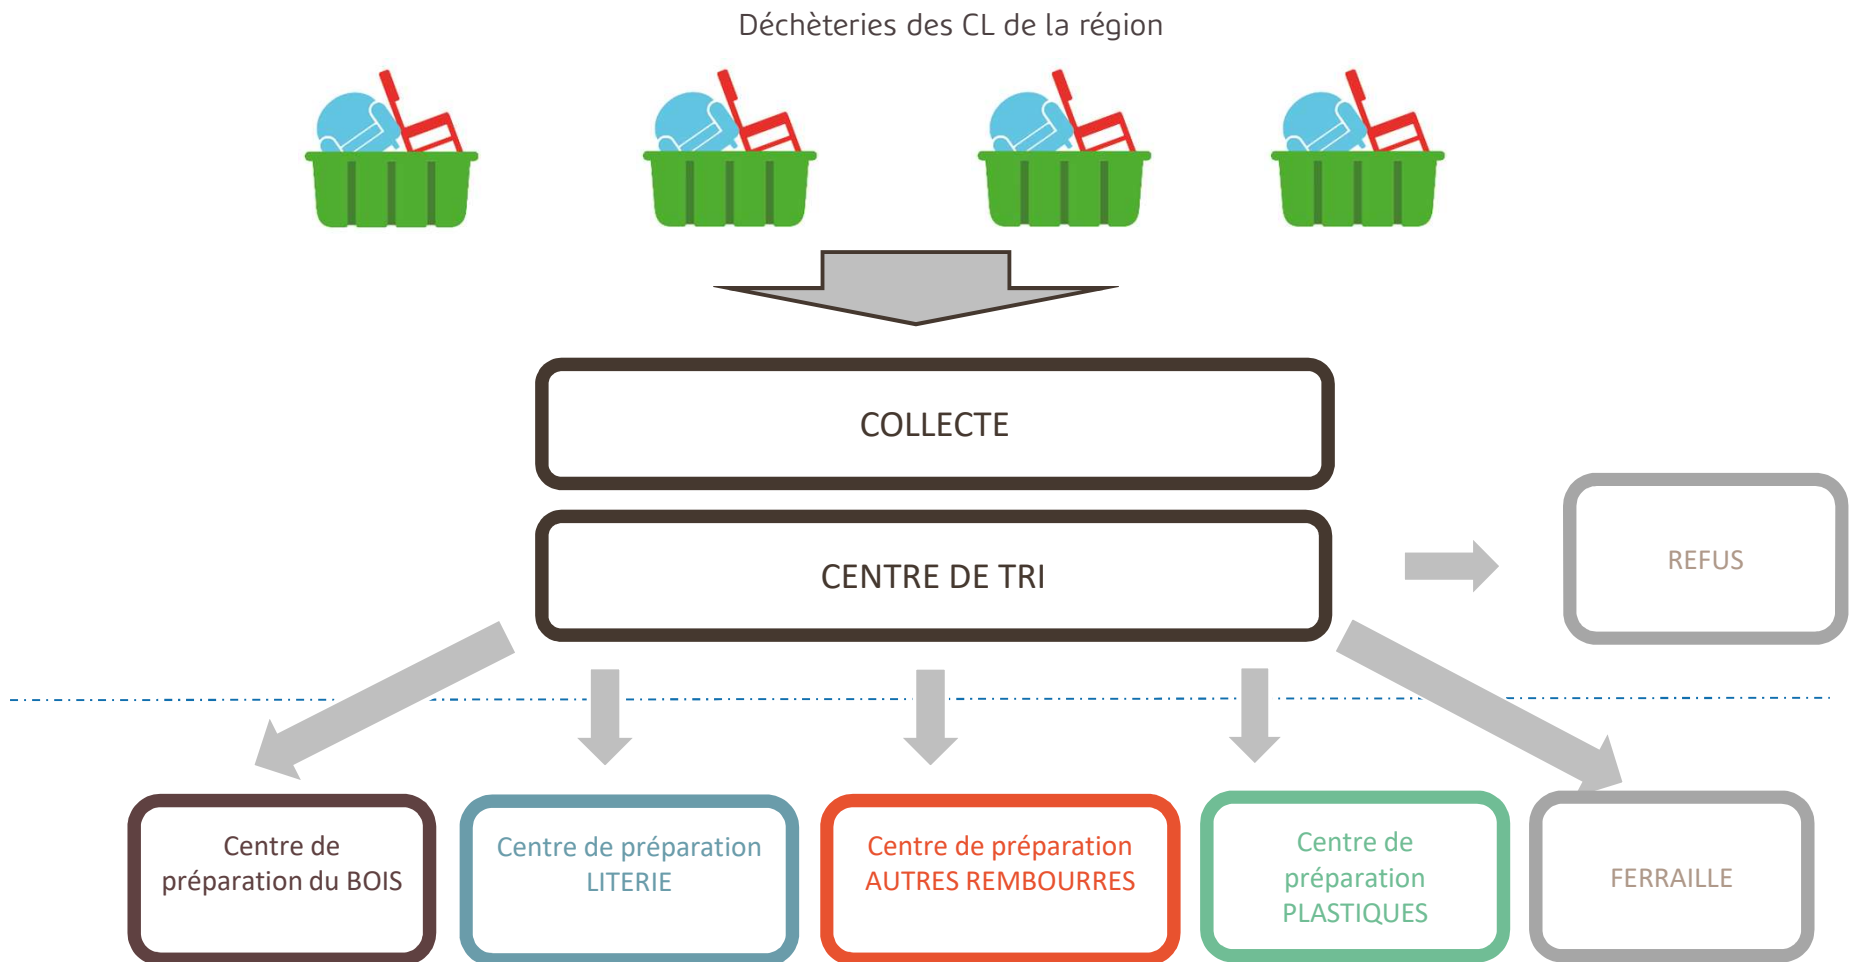 Déchèteries des CL de la région
COLLECTE
CENTRE DE TRI
REFUS
Centre de
préparation du BOIS
Centre de préparation
LITERIE
Centre de préparation
AUTRES REMBOURRES
Centre de
préparation
PLASTIQUES
FERRAILLE